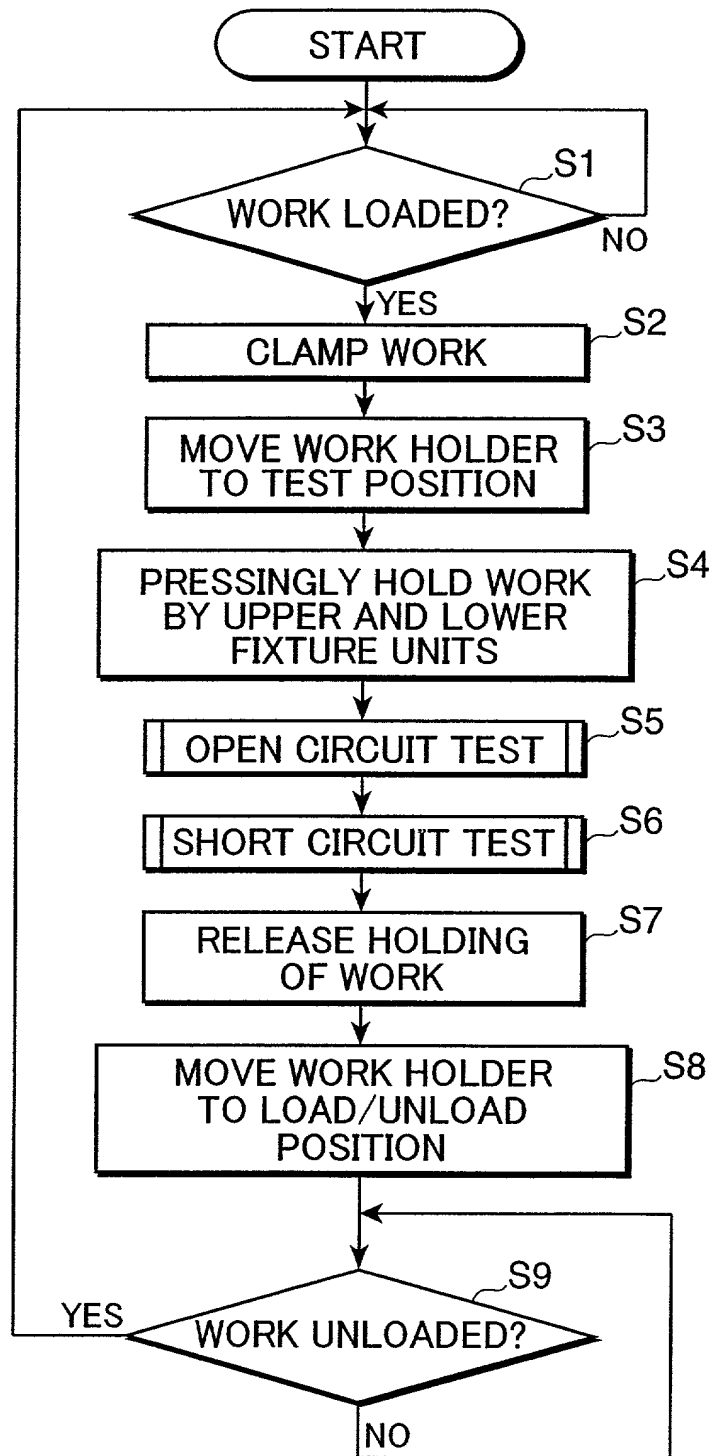 START
S1
WORK LOADED?
NO
YES
S2
CLAMP WORK
S3
MOVE WORK HOLDER
TO TEST POSITION
S4
PRESSINGLY HOLD WORK
BY UPPER AND LOWER
FIXTURE UNITS
S5
OPEN CIRCUIT TEST
S6
SHORT CIRCUIT TEST
S7
RELEASE HOLDING
OF WORK
S8
MOVE WORK HOLDER
TO LOAD/UNLOAD
POSITION
S9
YES
WORK UNLOADED?
NO